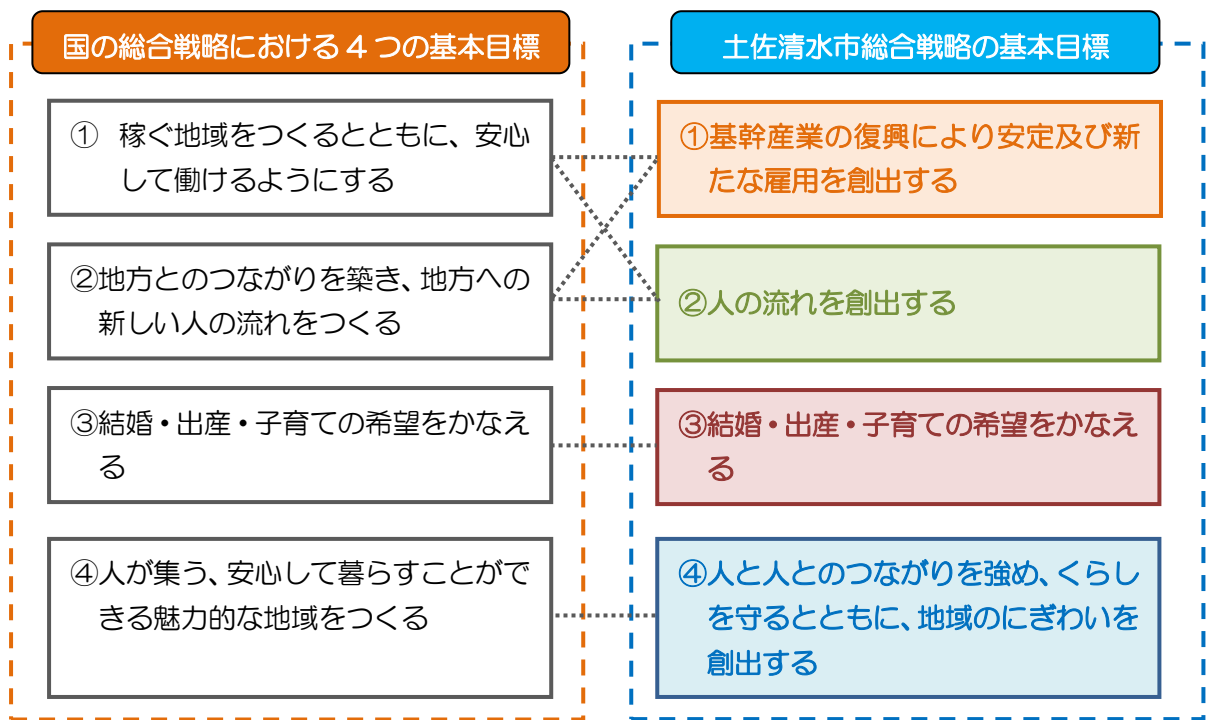 国の総合戦略における4つの基本目標
① 稼ぐ地域をつくるとともに、安心
して働けるようにする
②地方とのつながりを築き、地方への
新しい人の流れをつくる
③結婚・出産・子育ての希望をかなえ
る
④人が集う、安心して暮らすことがで
きる魅力的な地域をつくる
土佐清水市総合戦略の基本目標
①基幹産業の復興により安定及び新
たな雇用を創出する
②人の流れを創出する
③結婚・出産・子育ての希望をかなえ
る
④人と人とのつながりを強め、くらし
を守るとともに、地域のにぎわいを
創出する